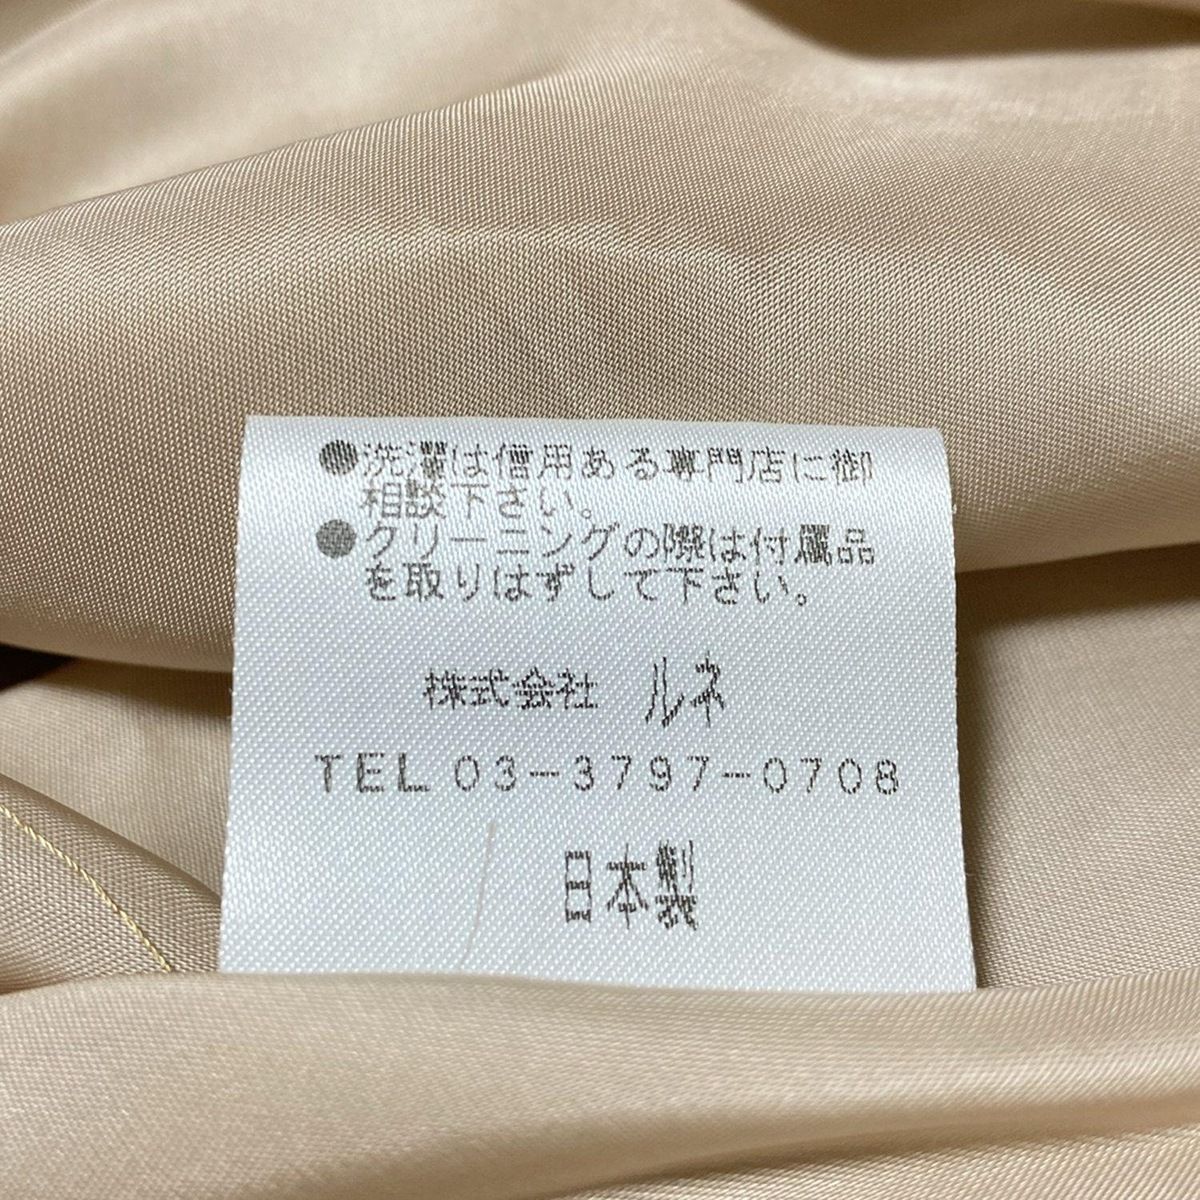 ●洗濯は信用ある専門店に御
相談下さい。
●クリーニングの際は付属品
を取りはずして下さい。
株式会社 ルネ
TEL 03-3797-0708
日本製